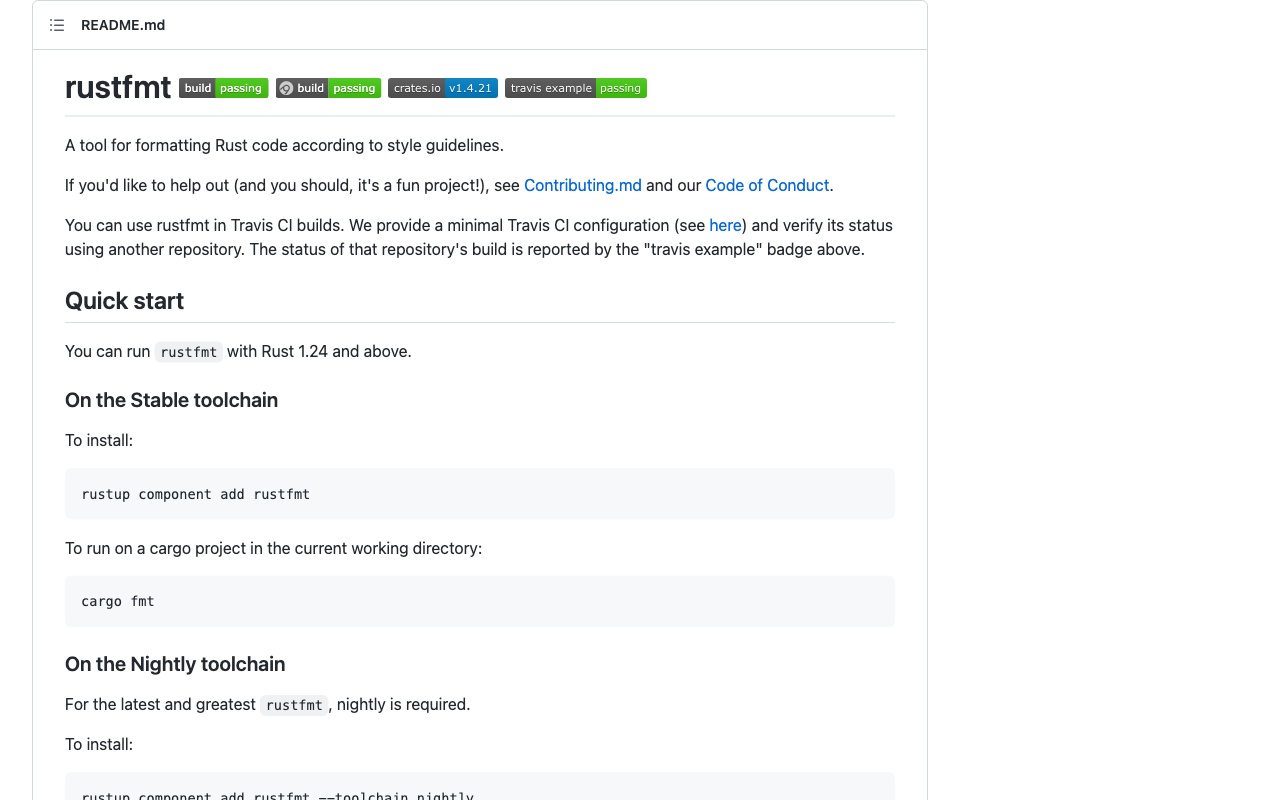 README.md
rustfmt build passing build passing crates.io v1.4.21 travis example passing
A tool for formatting Rust code according to style guidelines.
If you'd like to help out (and you should, it's a fun project!), see Contributing.md and our Code of Conduct.
You can use rustfmt in Travis CI builds. We provide a minimal Travis CI configuration (see here) and verify its status
using another repository. The status of that repository's build is reported by the "travis example" badge above.
Quick start
You can run rustfmt with Rust 1.24 and above.
On the Stable toolchain
To install:
rustup component add rustfmt
To run on a cargo project in the current working directory:
cargo fmt
On the Nightly toolchain
For the latest and greatest rustfmt, nightly is required.
To install:
rustup component add rustfmt --toolchain nightly